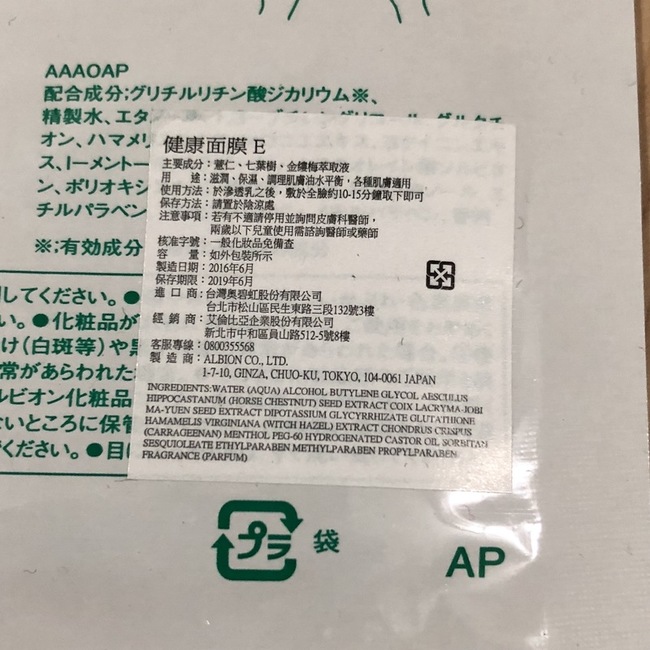 AAAOAP
配合成分;グリチルリチン酸ジカリウム※、
精製水、エタ
オン、ハマメリ
ス、l-メントー
ン、ポリオキシ
チルパラベン
※;有効成分
健康面膜 E
主要成分：薏仁、七葉樹、金縷梅萃取液
用 途：滋潤、保濕、調理肌膚油水平衡，各種肌膚適用
使用方法：於滲透乳之後，敷於全臉約10-15分鐘取下即可
保存方法：請置於陰涼處
注意事項：若有不適請停用並詢問皮膚科醫師，
兩歲以下兒童使用需諮詢醫師或藥師
核准字號：一般化妝品免備查
容 量：如外包裝所示
製造日期：2016年6月
保存期限：2019年6月
進 口 商：台灣奧碧虹股份有限公司
台北市松山區民生東路三段132號3樓
經 銷 商：艾倫比亞企業股份有限公司
新北市中和區員山路512-5號8樓
客服專線：0800355568
製 造 商：ALBION CO., LTD.
1-7-10, GINZA, CHUO-KU, TOKYO, 104-0061 JAPAN
INGREDIENTS:WATER (AQUA) ALCOHOL BUTYLENE GLYCOL AESCULUS
HIPPOCASTANUM (HORSE CHESTNUT) SEED EXTRACT COIX LACRYMA-JOBI
MA-YUEN SEED EXTRACT DIPOTASSIUM GLYCYRRHIZATE GLUTATHIONE
HAMAMELIS VIRGINIANA (WITCH HAZEL) EXTRACT CHONDRUS CRISPUS
(CARRAGEENAN) MENTHOL PEG-60 HYDROGENATED CASTOR OIL SORBITAN
SESQUIOLEATE ETHYLPARABEN METHYLPARABEN PROPYLPARABEN
FRAGRANCE (PARFUM)
してください。●
い。●化粧品が
け(白斑等)や黒
常があらわれた
ルビオン化粧品
ないところに保管
ください。●目に
プラ 袋
AP